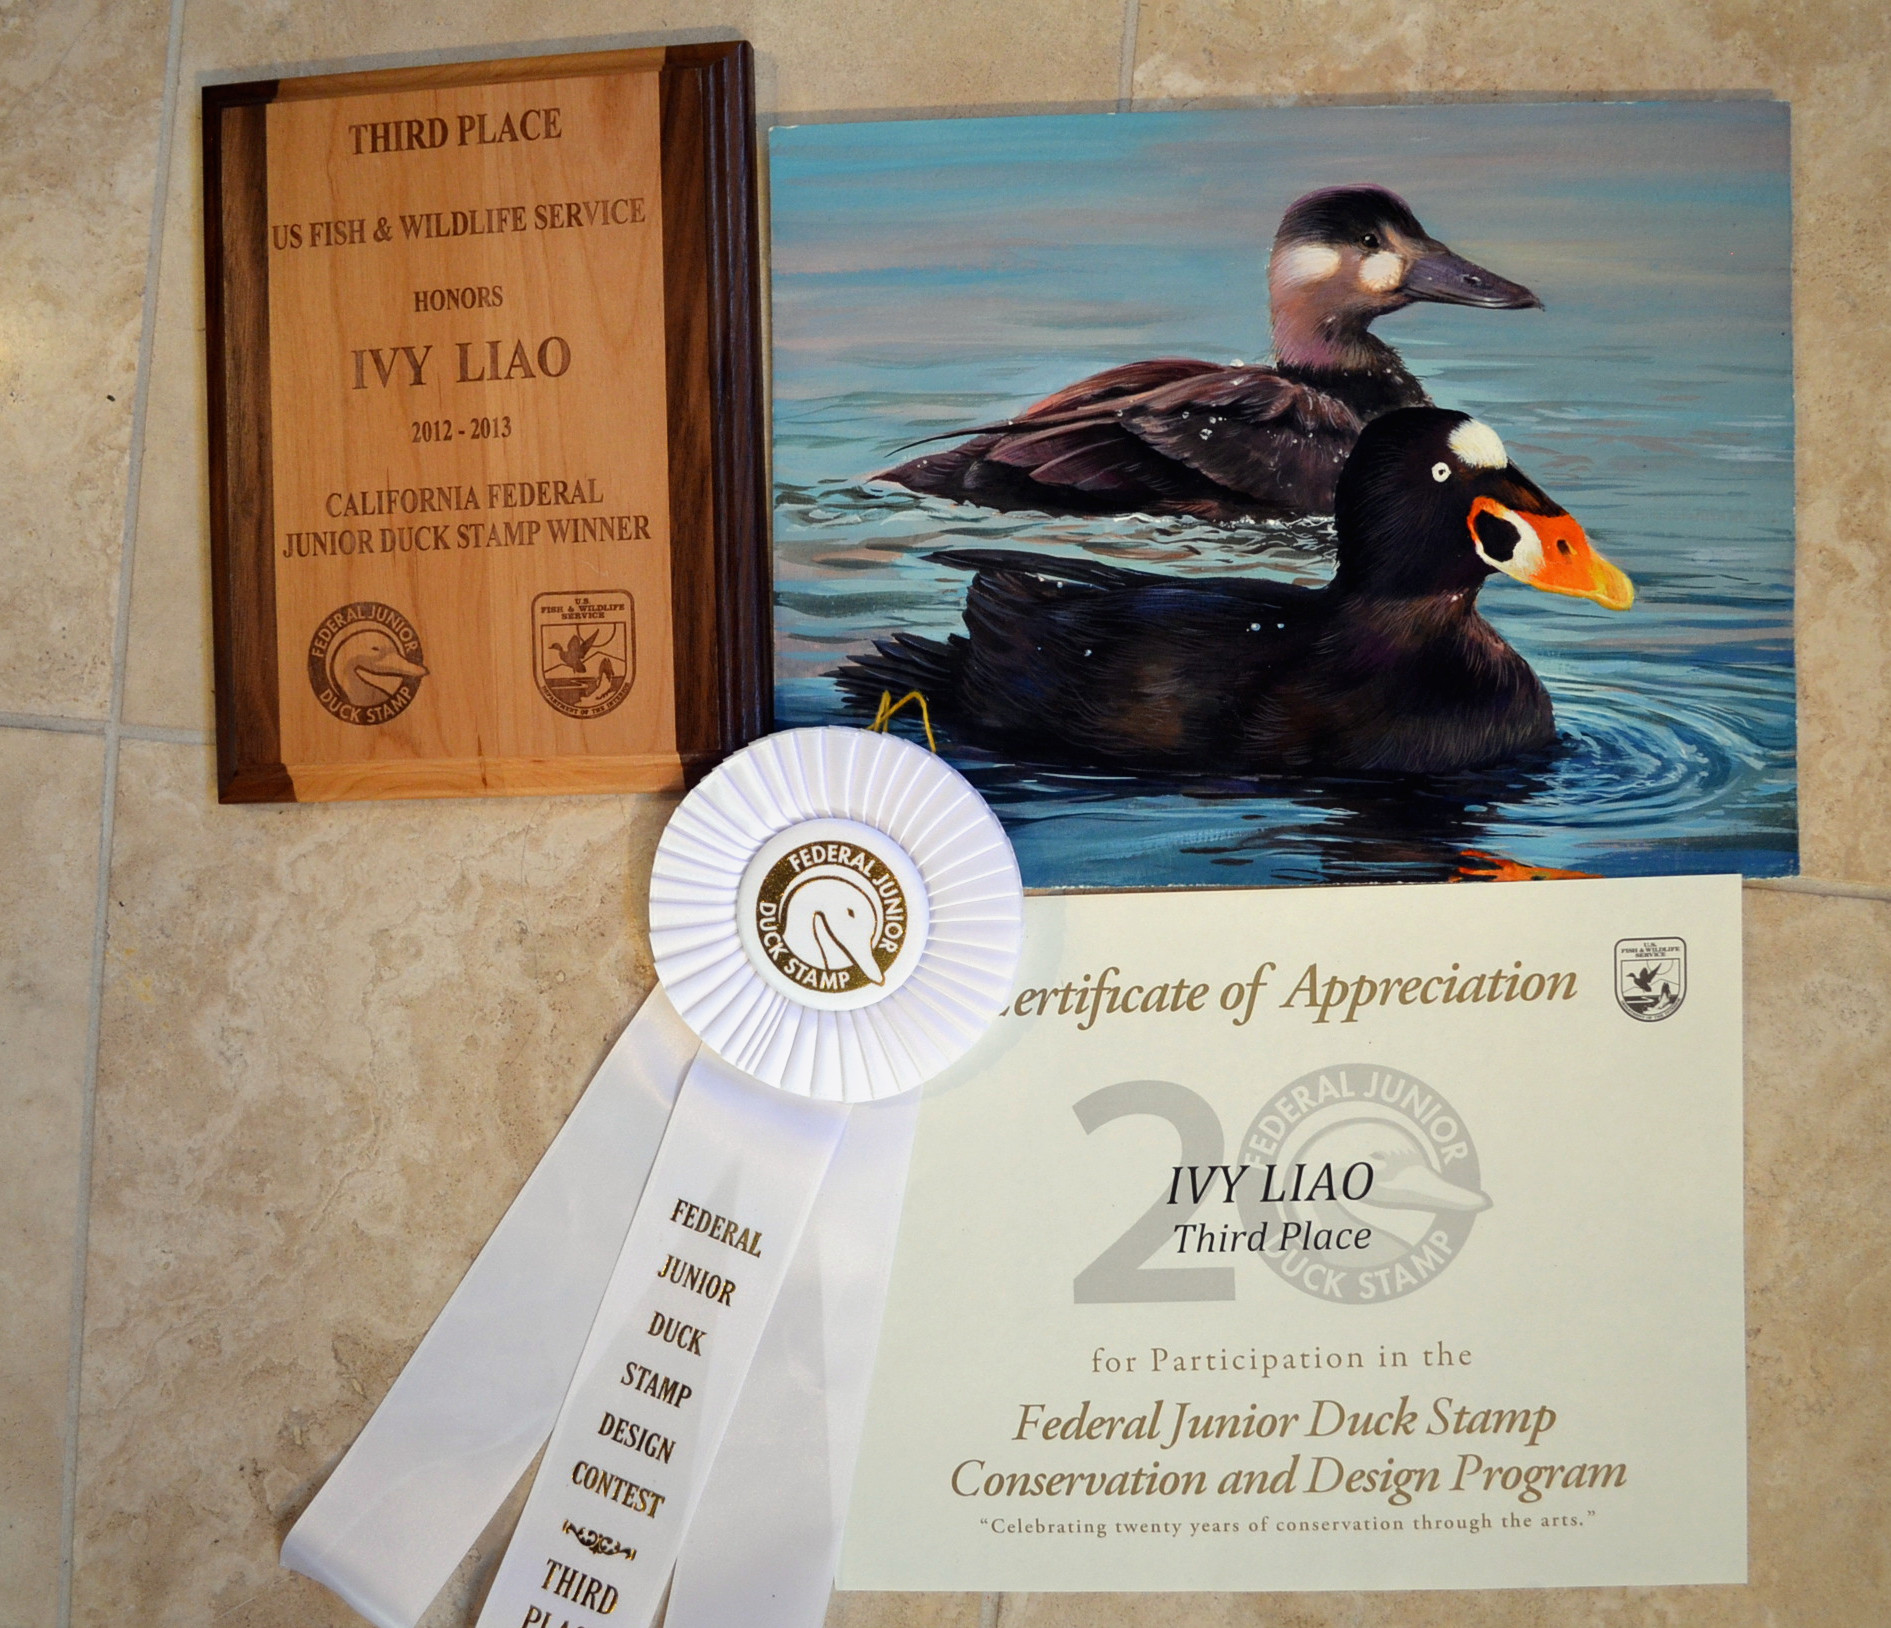 THIRD PLACE
US FISH & WILDLIFE SERVICE
HONORS
IVY LIAO
2012 - 2013
CALIFORNIA FEDERAL
JUNIOR DUCK STAMP WINNER
FEDERAL JUNIOR
DUCK STAMP
U.S.
FISH & WILDLIFE
SERVICE
DEPARTMENT OF THE INTERIOR
FEDERAL JUNIOR
DUCK STAMP
FEDERAL
JUNIOR
DUCK
STAMP
DESIGN
CONTEST
THIRD
ertificate of Appreciation
U.S.
FISH & WILDLIFE
SERVICE
20
FEDERAL JUNIOR
DUCK STAMP
IVY LIAO
Third Place
for Participation in the
Federal Junior Duck Stamp
Conservation and Design Program
“Celebrating twenty years of conservation through the arts.”